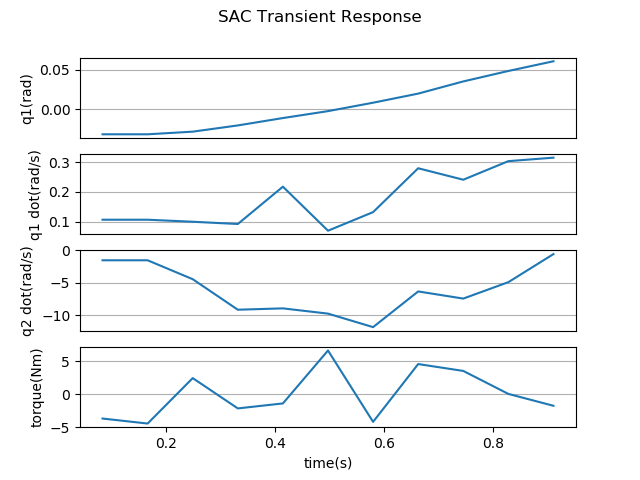 SAC Transient Response
0.05
0.00
q1(rad)
0.3
0.2
0.1
q1 dot(rad/s)
0
−5
−10
q2 dot(rad/s)
5
0
−5
torque(Nm)
0.2 0.4 0.6 0.8
time(s)